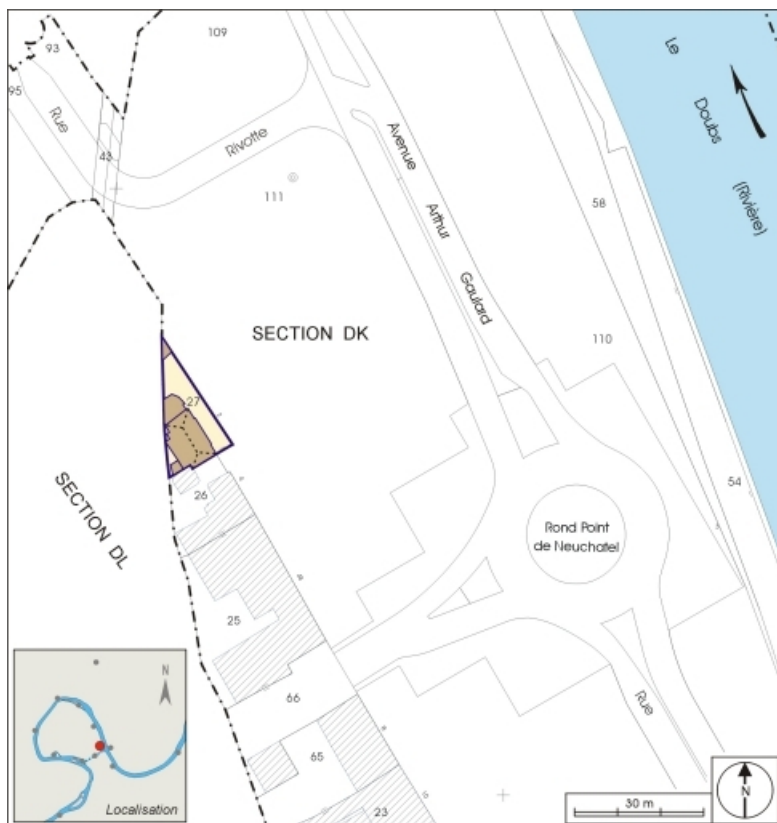 93
109
95
Rue
43
Rivotte
111
Avenue
Arthur
Gaulard
Le
Doubs
(Rivière)
58
SECTION DK
110
27
SECTION DL
26
54
Rond Point
de Neuchatel
25
66
Rue
65
23
N
Localisation
30 m
N